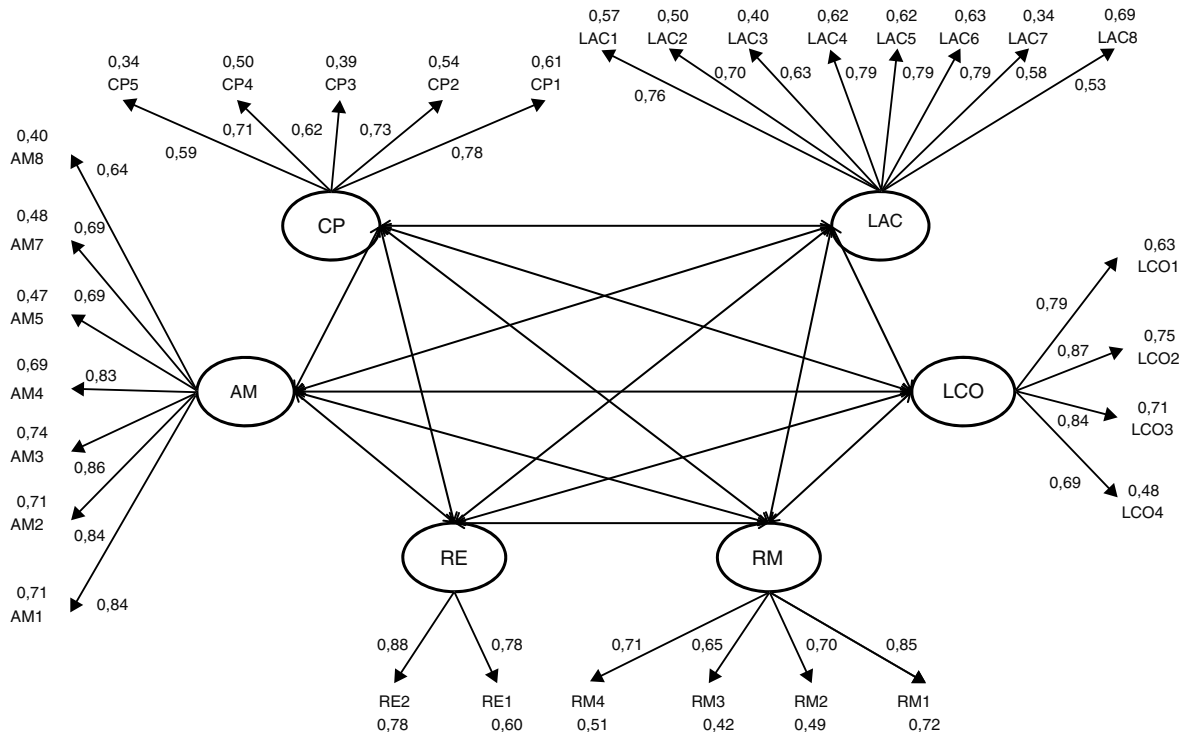 0,57 0,50 0,40 0,62 0,62 0,63 0,34 0,69
LAC1 LAC2 LAC3 LAC4 LAC5 LAC6 LAC7 LAC8
0,76 0,70 0,63 0,79 0,79 0,79 0,58 0,53
0,34 0,50 0,39 0,54 0,61
CP5 CP4 CP3 CP2 CP1
0,59 0,71 0,62 0,73 0,78
CP
LAC
0,40
AM8
0,64
0,48
AM7
0,69
0,47
AM5
0,69
0,69
AM4
0,83
0,74
AM3
0,86
0,71
AM2
0,84
0,71
AM1
0,84
AM
LCO
0,63
LCO1
0,79
0,75
LCO2
0,87
0,71
LCO3
0,84
0,48
LCO4
0,69
RE
RM
0,88 0,78
RE2 RE1
0,78 0,60
0,71 0,65 0,70 0,85
RM4 RM3 RM2 RM1
0,51 0,42 0,49 0,72